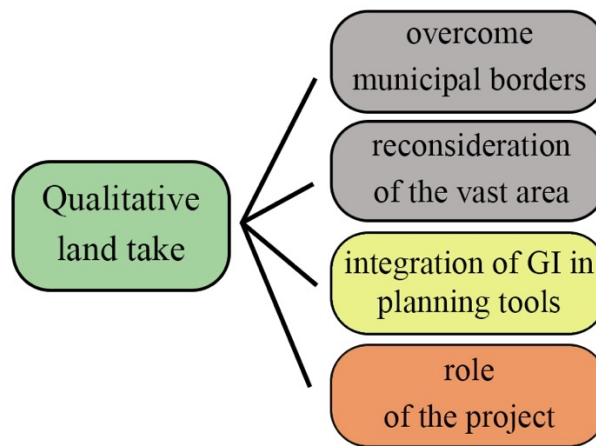 Qualitative
land take
overcome
municipal borders
reconsideration
of the vast area
integration of GI in
planning tools
role
of the project